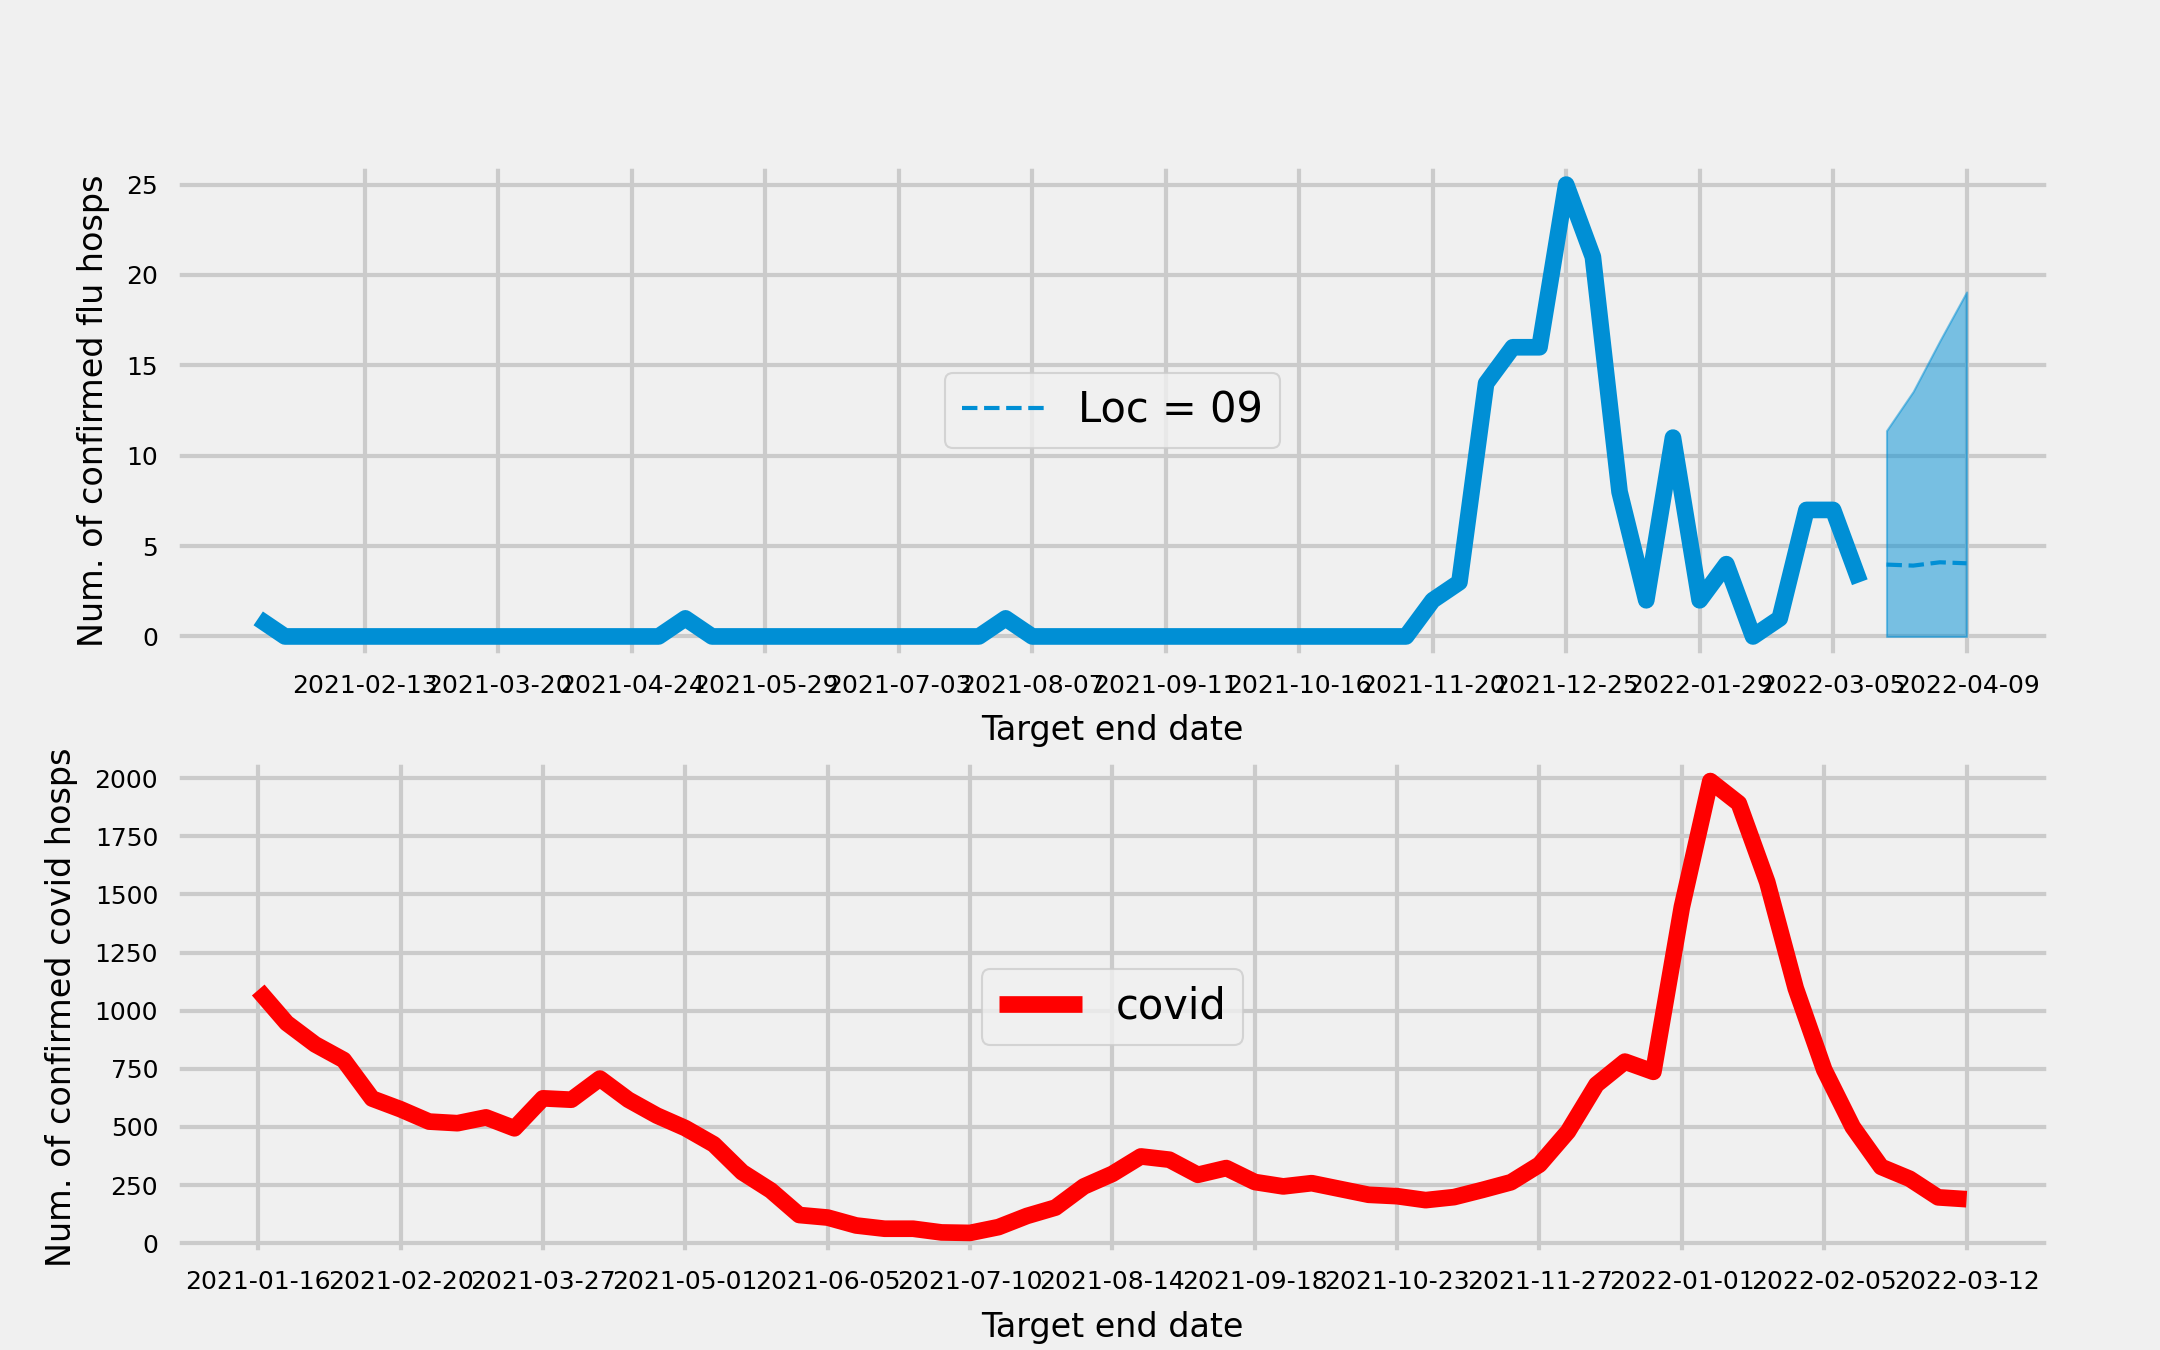 Num. of confirmed flu hosps
25
20
15
10
5
0
Loc = 09
2021-02-13 2021-03-20 2021-04-24 2021-05-29 2021-07-03 2021-08-07 2021-09-11 2021-10-16 2021-11-20 2021-12-25 2022-01-29 2022-03-05 2022-04-09
Target end date
Num. of confirmed covid hosps
2000
1750
1500
1250
1000
750
500
250
0
covid
2021-01-16 2021-02-20 2021-03-27 2021-05-01 2021-06-05 2021-07-10 2021-08-14 2021-09-18 2021-10-23 2021-11-27 2022-01-01 2022-02-05 2022-03-12
Target end date